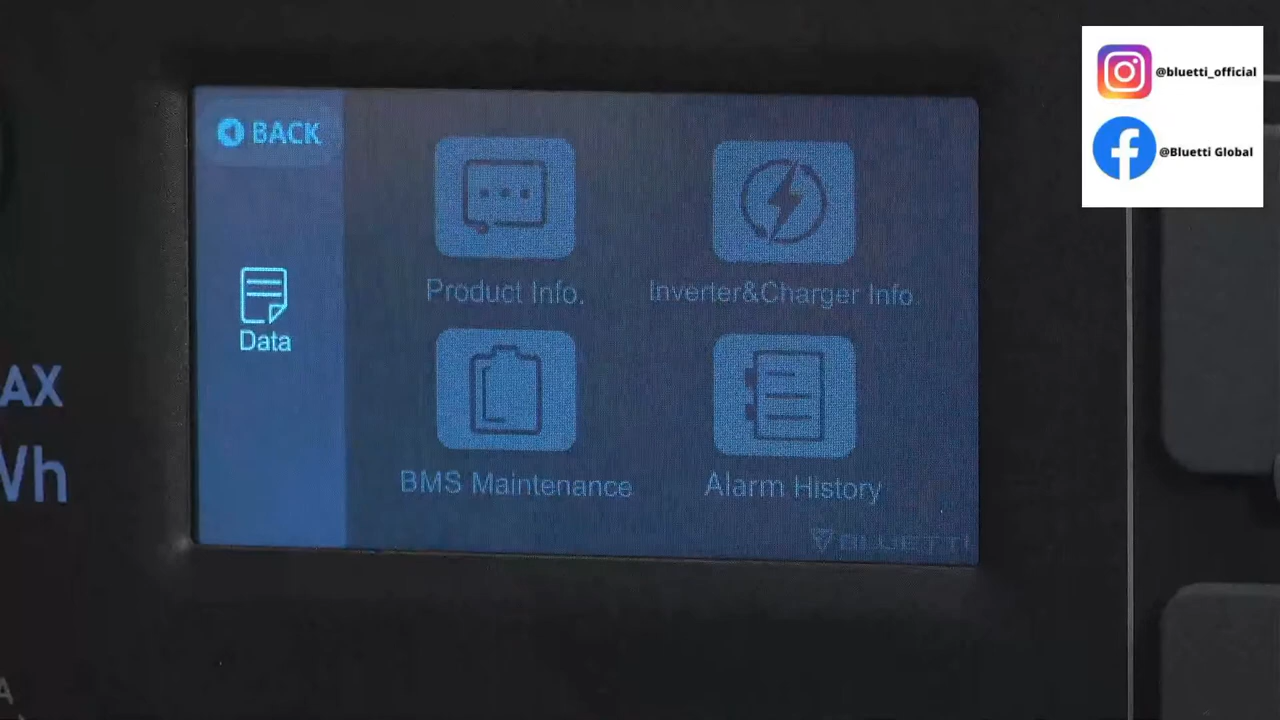 BACK
Data
Product Info.
Inverter&Charger Info.
BMS Maintenance
Alarm History
BLUETTI
AX
Wh
A
@bluetti_official
@Bluetti Global